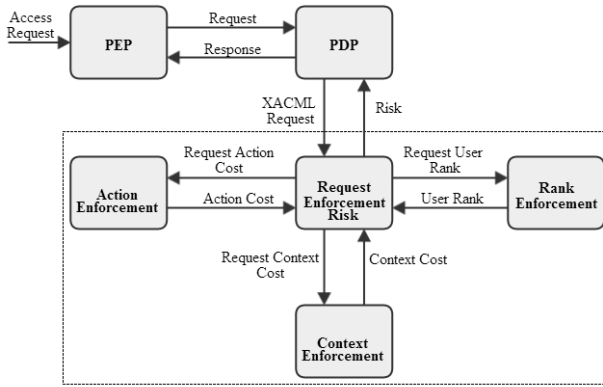 Access
Request
PEP
Request
Response
PDP
XACML
Request
Risk
Request Action
Cost
Action
Enforcement
Action Cost
Request
Enforcement
Risk
Request User
Rank
User Rank
Rank
Enforcement
Request Context
Cost
Context Cost
Context
Enforcement